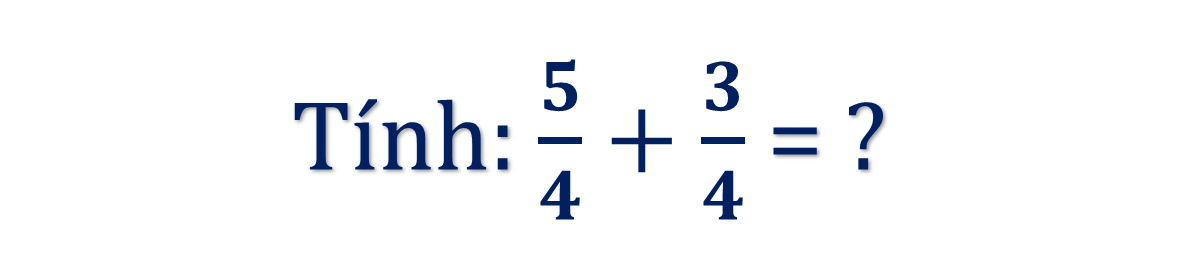 Tính: 5/4 + 3/4 = ?